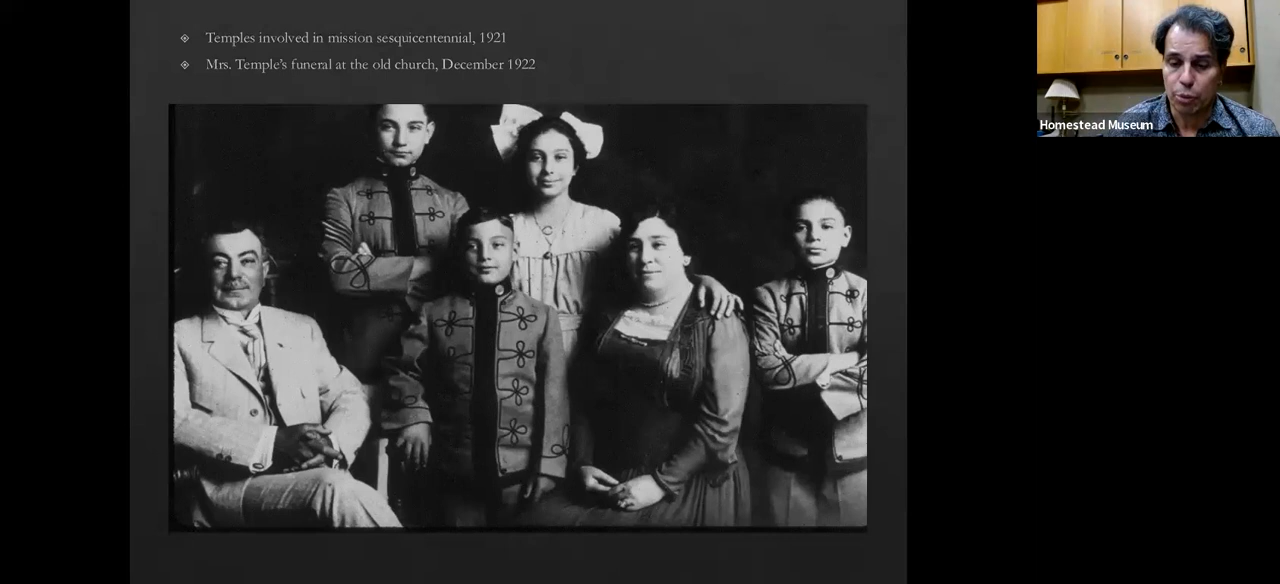 Temples involved in mission sesquicentennial, 1921
Mrs. Temple's funeral at the old church, December 1922
Homestead Museum